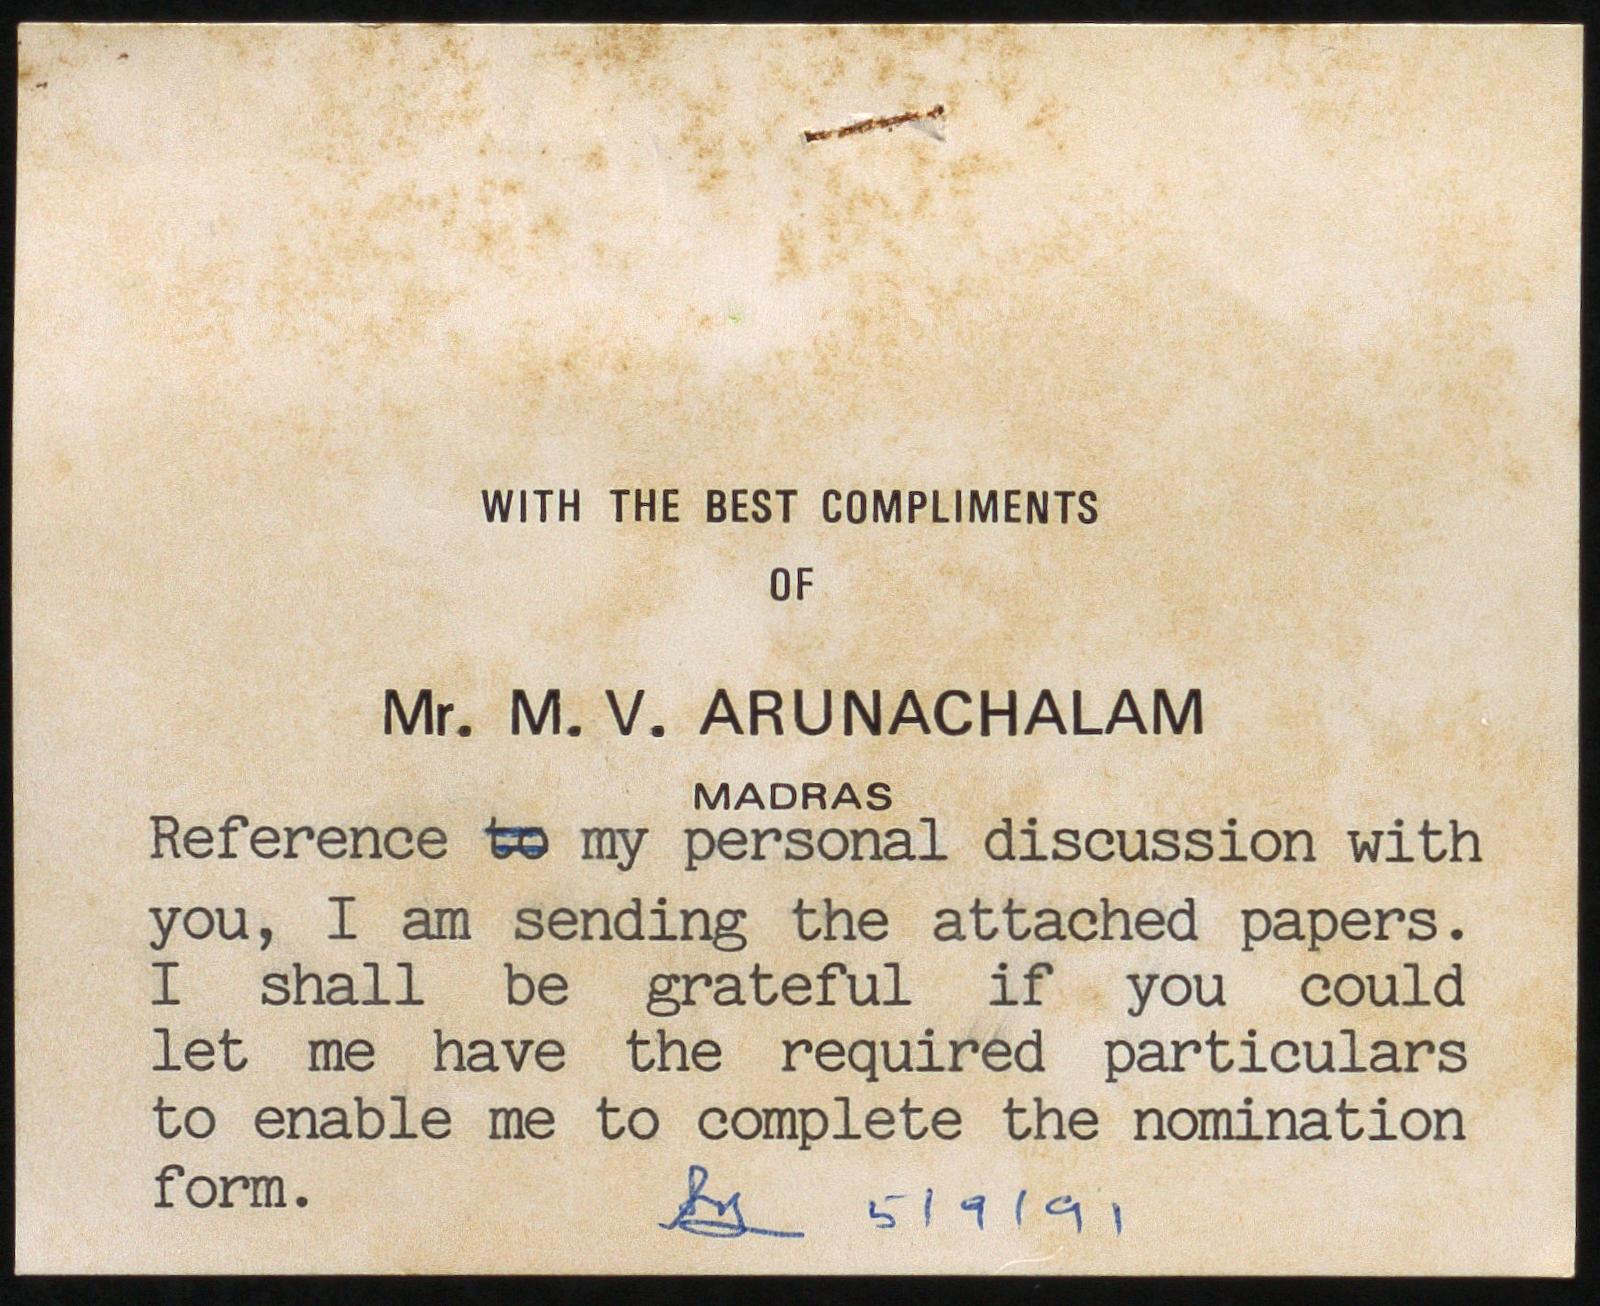 WITH THE BEST COMPLIMENTS
OF
Mr. M. V. ARUNACHALAM
MADRAS
Reference to my personal discussion with
you, I am sending the attached papers.
I shall be grateful if you could
let me have the required particulars
to enable me to complete the nomination
form.
5/9/91